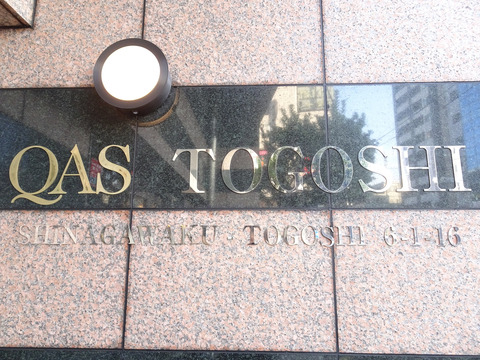 QAS TOGOSHI
SHINAGAWAKU - TOGOSHI 6-1-16